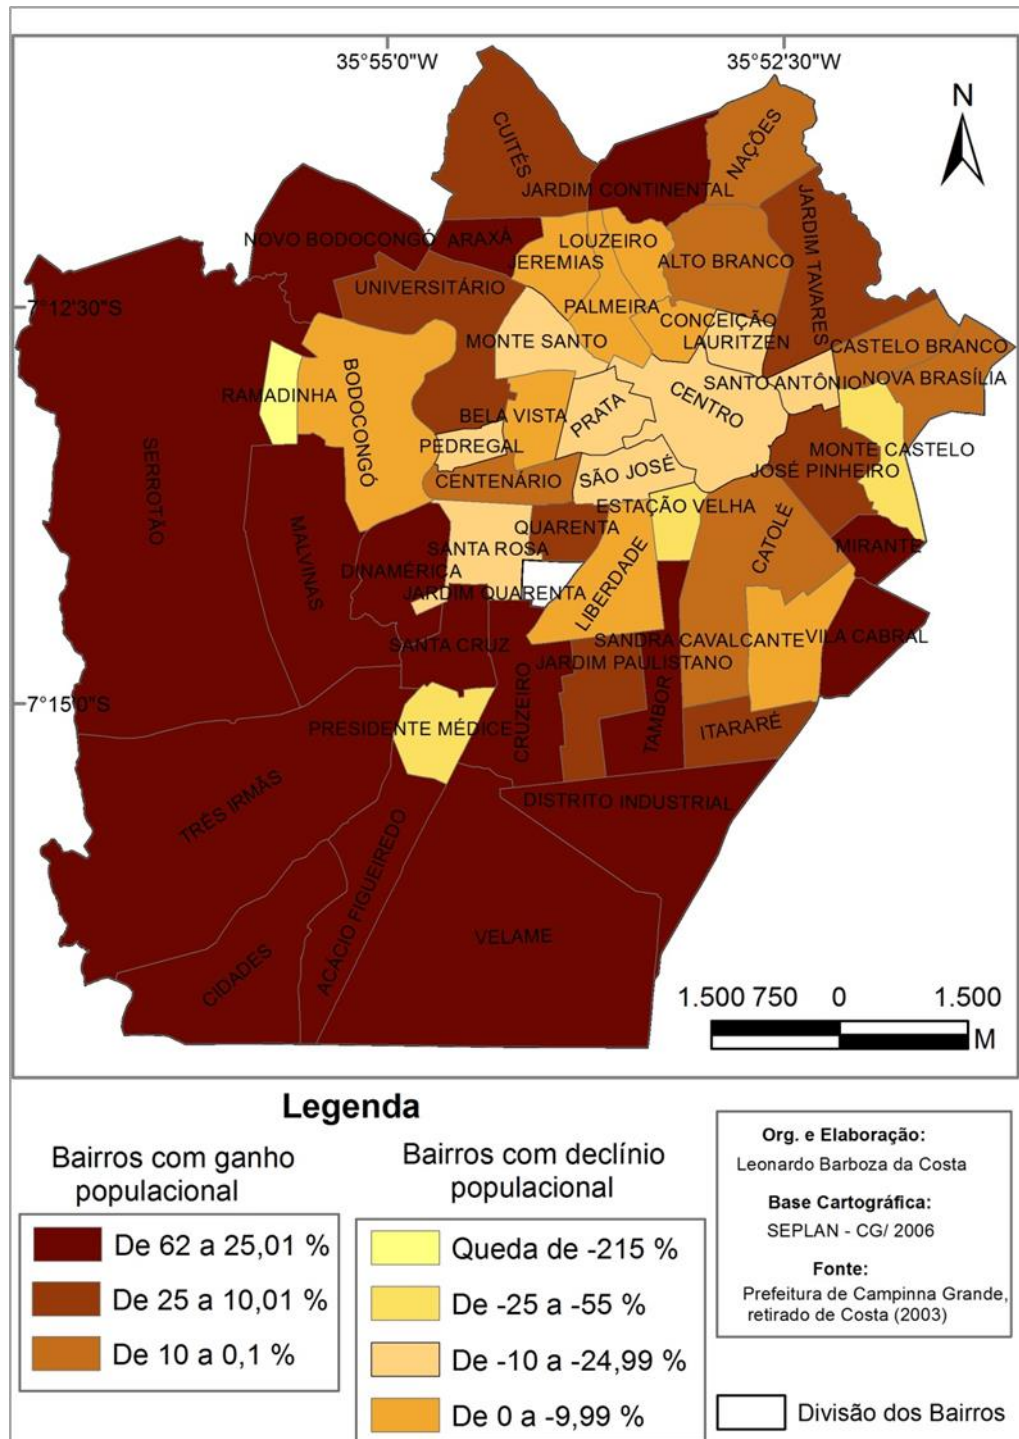 35°55'0"W
35°52'30"W
N
CUITÉS
NAÇÕES
JARDIM CONTINENTAL
JARDIM TAVARES
NOVO BODOCONGÓ
ARAXÁ
LOUZEIRO
JEREMIAS
ALTO BRANCO
UNIVERSITÁRIO
7°12'30"S
PALMEIRA
CONCEIÇÃO
MONTE SANTO
LAURITZEN
CASTELO BRANCO
SANTO ANTÔNIO
NOVA BRASÍLIA
RAMADINHA
BODOCONGÓ
BELA VISTA
PRATA
CENTRO
PEDREGAL
MONTE CASTELO
SERROTÃO
SÃO JOSÉ
JOSÉ PINHEIRO
CENTENÁRIO
ESTAÇÃO VELHA
MALVINAS
QUARENTA
CATOLÉ
SANTA ROSA
MIRANTE
DINAMÉRICA
LIBERDADE
JARDIM QUARENTA
SANTA CRUZ
SANDRA CAVALCANTE
VILA CABRAL
JARDIM PAULISTANO
7°15'0"S
PRESIDENTE MÉDICE
CRUZEIRO
TAMBOR
ITARARÉ
TRÊS IRMÃS
DISTRITO INDUSTRIAL
ACÁCIO FIGUEIREDO
VELAME
CIDADES
1.500 750 0 1.500
M
Legenda
Bairros com ganho
populacional
De 62 a 25,01 %
De 25 a 10,01 %
De 10 a 0,1 %
Bairros com declínio
populacional
Queda de -215 %
De -25 a -55 %
De -10 a -24,99 %
De 0 a -9,99 %
Org. e Elaboração:
Leonardo Barboza da Costa
Base Cartográfica:
SEPLAN - CG/ 2006
Fonte:
Prefeitura de Campinna Grande,
retirado de Costa (2003)
Divisão dos Bairros